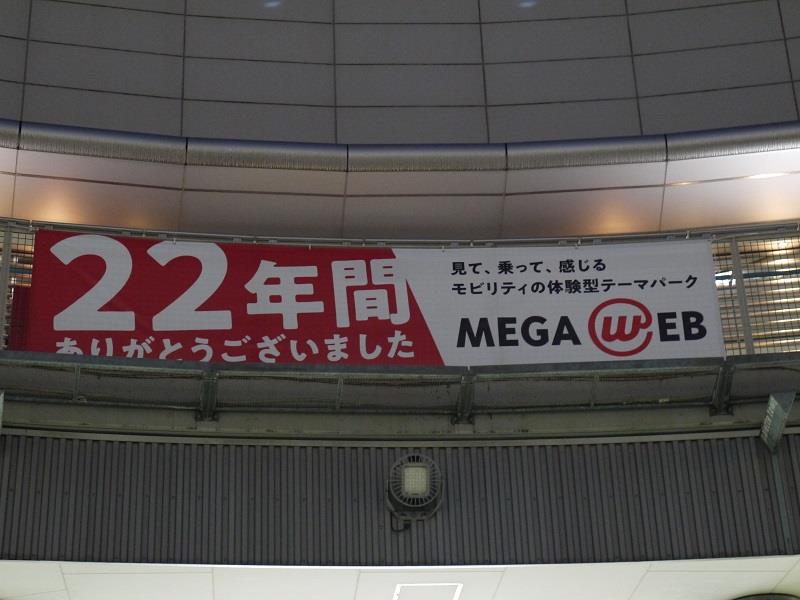 22年間
ありがとうございました
見て、乗って、感じる
モビリティの体験型テーマパーク
MEGA WEB